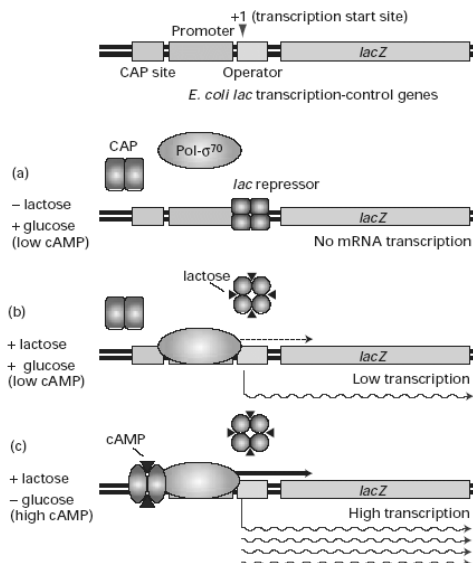 +1 (transcription start site)
Promoter
lacZ
CAP site
Operator
E. coli lac transcription-control genes
CAP
Pol-σ70
(a)
lac repressor
– lactose
+ glucose
(low cAMP)
lacZ
No mRNA transcription
lactose
(b)
+ lactose
+ glucose
(low cAMP)
lacZ
Low transcription
cAMP
(c)
+ lactose
– glucose
(high cAMP)
lacZ
High transcription